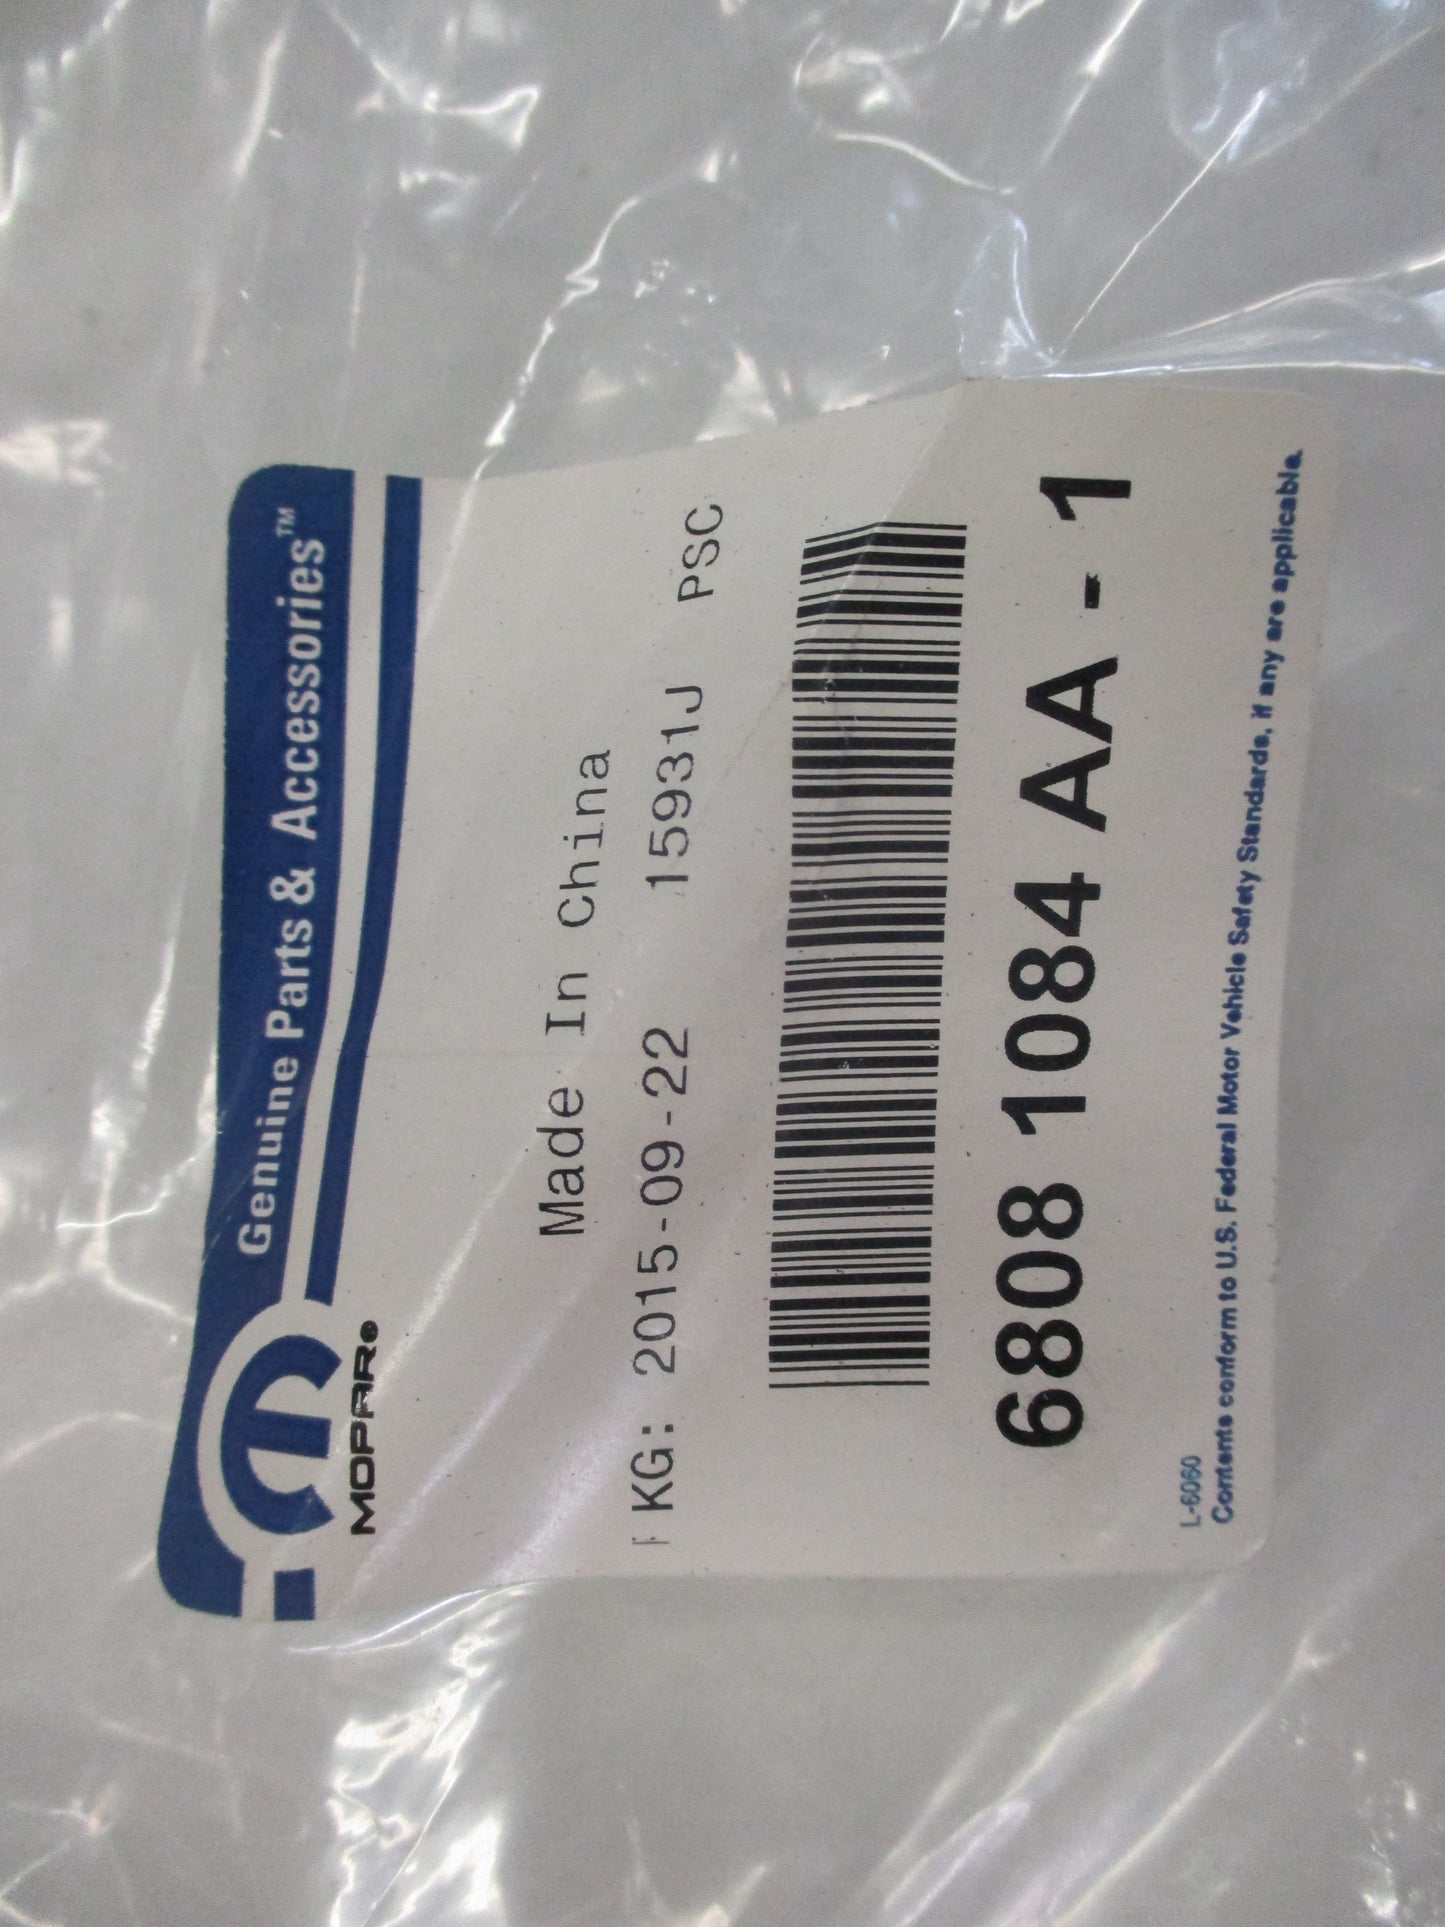 Genuine Parts & Accessories™
MOPAR®
Made In China
PKG: 2015-09-22 15931J PSC
6808 1084 AA - 1
L-6060
Contents conform to U.S. Federal Motor Vehicle Safety Standards, if any are applicable.